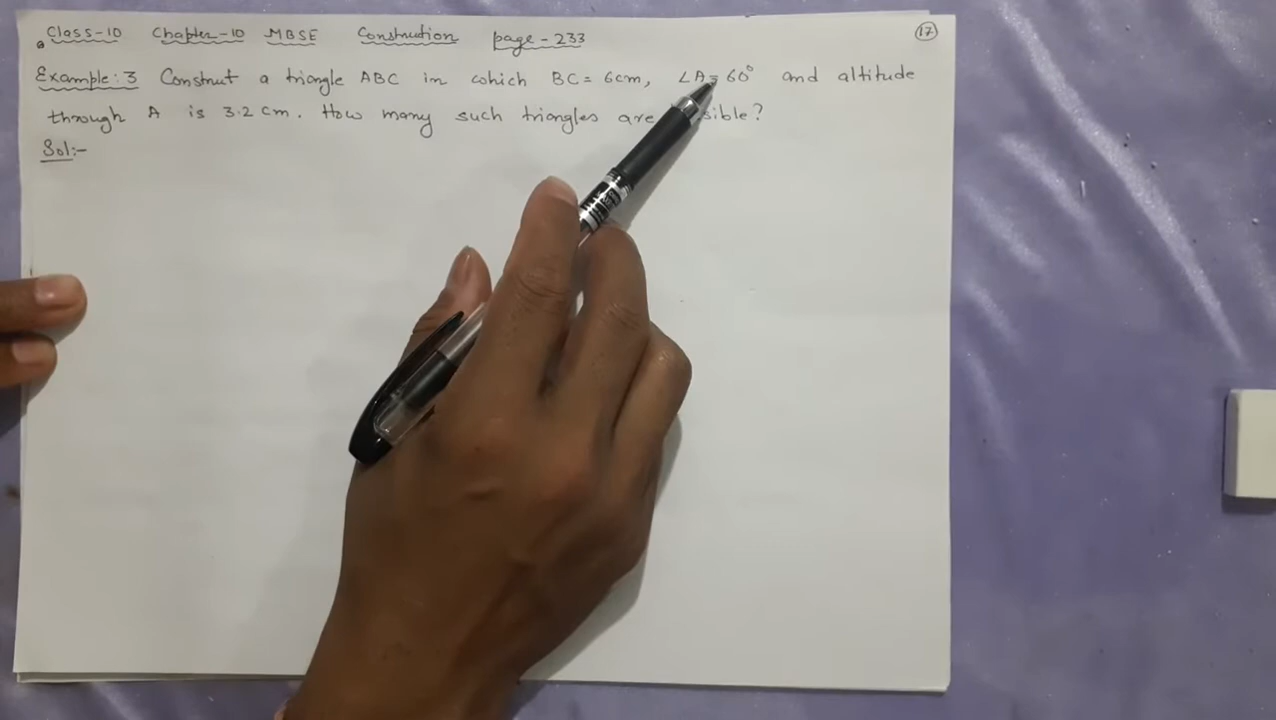 Class-10 Chapter-10 MBSE Construction page-233
17
Example: 3 Construct a triangle ABC in which BC = 6cm, ∠A = 60° and altitude
through A is 3.2 cm. How many such triangles are sible?
Sol:-